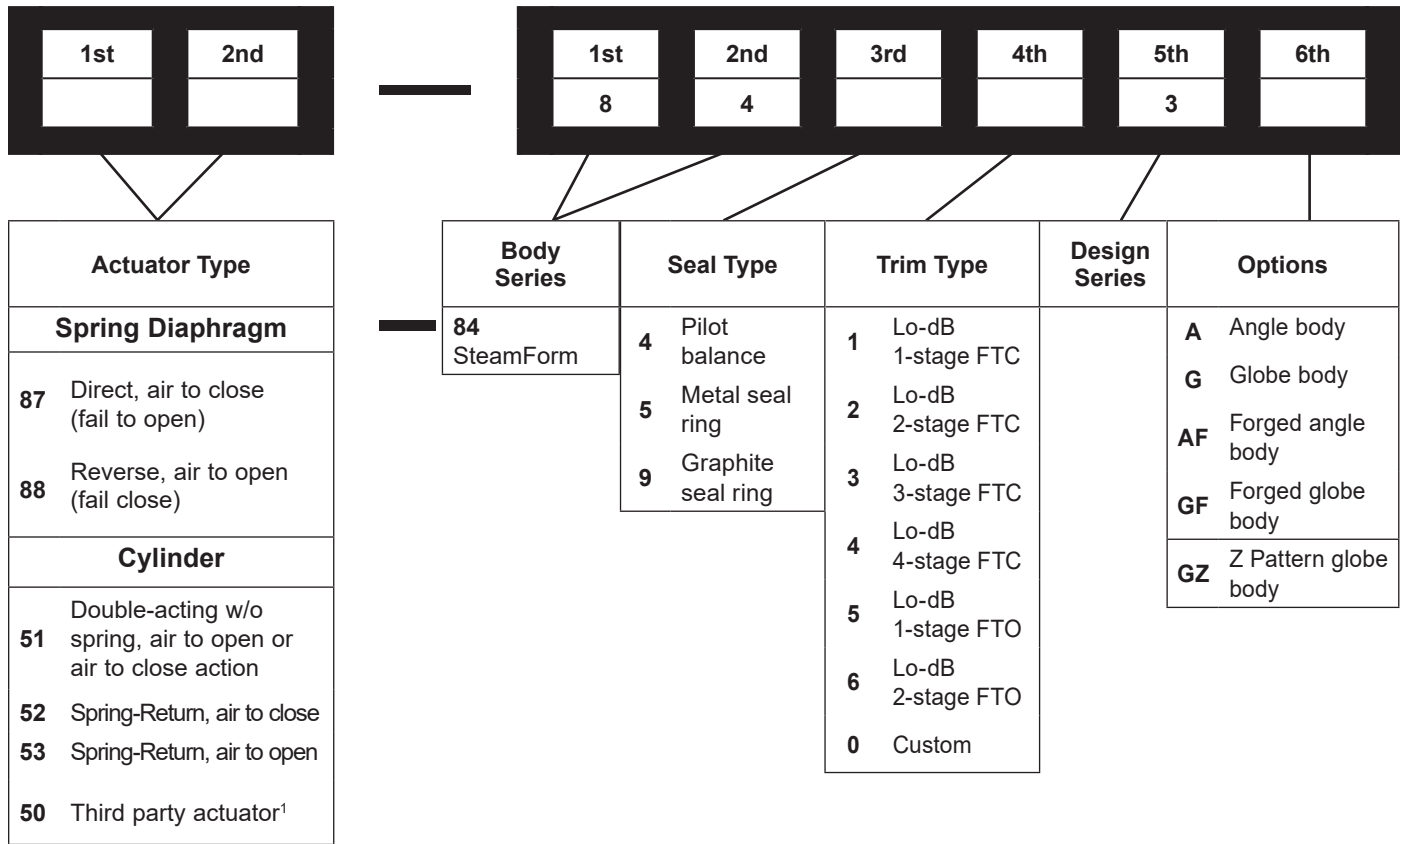 1st 2nd 1st 2nd 3rd 4th 5th 6th
8 4 3
Actuator Type
Spring Diaphragm
87 Direct, air to close
(fail to open)
88 Reverse, air to open
(fail close)
Cylinder
51 Double-acting w/o
spring, air to open or
air to close action
52 Spring-Return, air to close
53 Spring-Return, air to open
50 Third party actuator¹
Body
Series
84
SteamForm
Seal Type
4 Pilot
balance
5 Metal seal
ring
9 Graphite
seal ring
Trim Type
1 Lo-dB
1-stage FTC
2 Lo-dB
2-stage FTC
3 Lo-dB
3-stage FTC
4 Lo-dB
4-stage FTC
5 Lo-dB
1-stage FTO
6 Lo-dB
2-stage FTO
0 Custom
Design
Series
Options
A Angle body
G Globe body
AF Forged angle
body
GF Forged globe
body
GZ Z Pattern globe
body